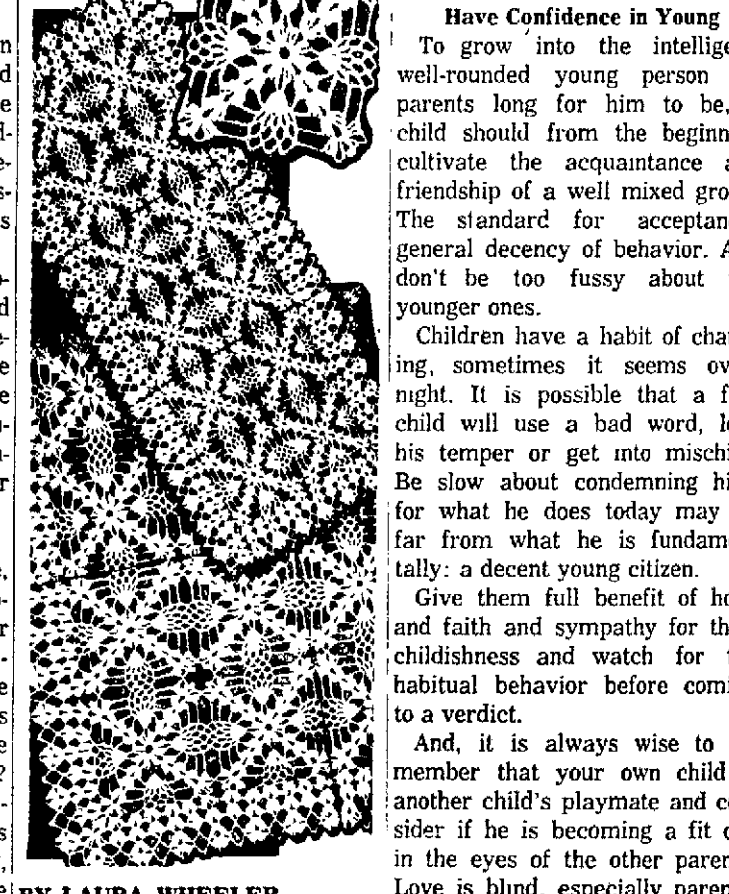 n
d
e
l-
e-
s-
s
+
d
e-
e
e
r
e,
r
e
s
e
?
s
,
BY LAURA WHEELER
Have Confidence in Young
To grow into the intellige
well-rounded young person
parents long for him to be,
child should from the beginn
cultivate the acquaintance a
friendship of a well mixed gro
The standard for acceptan
general decency of behavior. A
don't be too fussy about
younger ones.
Children have a habit of chan
ing, sometimes it seems ov
night. It is possible that a f
child will use a bad word, lo
his temper or get into mischi
Be slow about condemning hi
for what he does today may
far from what he is fundame
tally: a decent young citizen.
Give them full benefit of ho
and faith and sympathy for the
childishness and watch for t
habitual behavior before comi
to a verdict.
And, it is always wise to
member that your own child
another child's playmate and co
sider if he is becoming a fit c
in the eyes of the other paren
Love is blind, especially paren